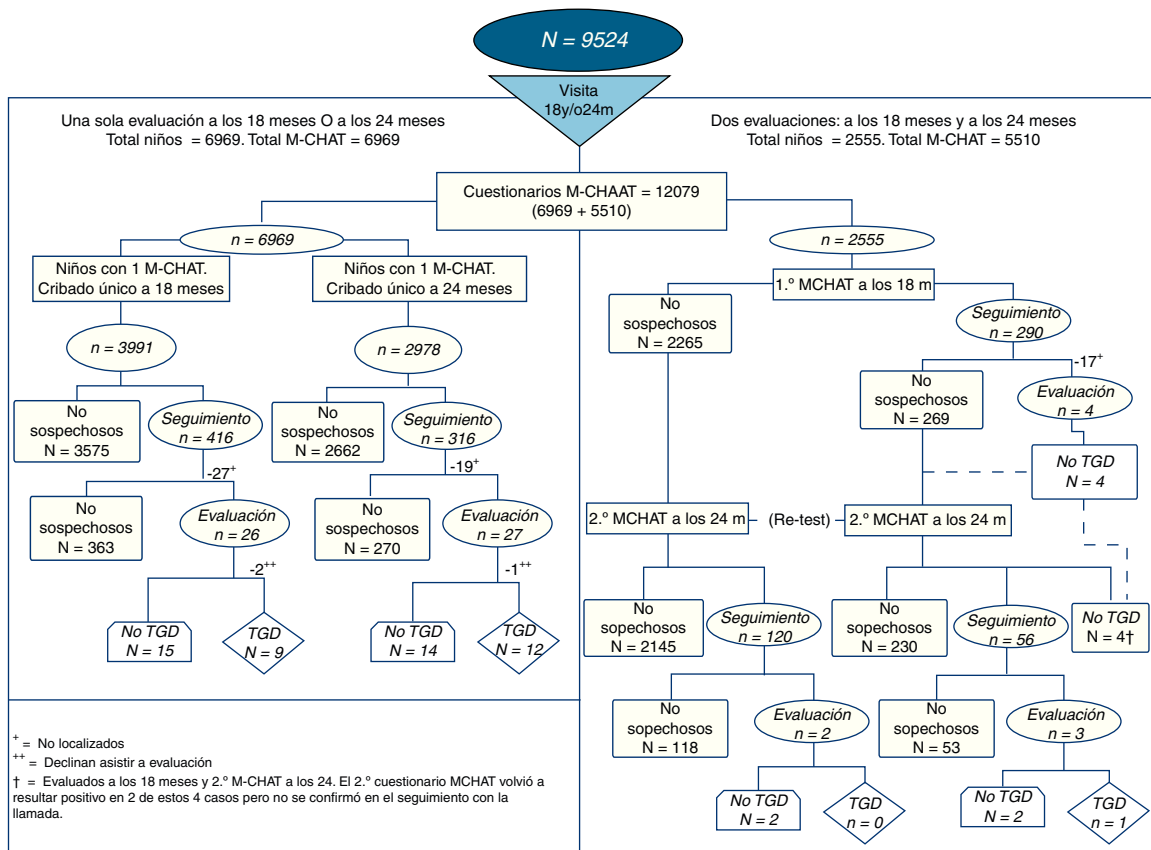 N = 9524
Visita
18y/o24m
Una sola evaluación a los 18 meses O a los 24 meses
Total niños = 6969. Total M-CHAT = 6969
Dos evaluaciones: a los 18 meses y a los 24 meses
Total niños = 2555. Total M-CHAT = 5510
Cuestionarios M-CHAAT = 12079
(6969 + 5510)
n = 6969
Niños con 1 M-CHAT.
Cribado único a 18 meses
Niños con 1 M-CHAT.
Cribado único a 24 meses
n = 3991
n = 2978
No
sospechosos
N = 3575
Seguimiento
n = 416
No
sospechosos
N = 2662
Seguimiento
n = 316
-27+
-19+
No
sospechosos
N = 363
Evaluación
n = 26
No
sospechosos
N = 270
Evaluación
n = 27
-2++
-1++
No TGD
N = 15
TGD
N = 9
No TGD
N = 14
TGD
N = 12
n = 2555
1.º MCHAT a los 18 m
No
sospechosos
N = 2265
Seguimiento
n = 290
-17+
No
sospechosos
N = 269
Evaluación
n = 4
No TGD
N = 4
2.º MCHAT a los 24 m
(Re-test)
2.º MCHAT a los 24 m
No
sopechosos
N = 2145
Seguimiento
n = 120
No
sopechosos
N = 230
Seguimiento
n = 56
No TGD
N = 4†
No
sopechosos
N = 118
Evaluación
n = 2
No
sopechosos
N = 53
Evaluación
n = 3
No TGD
N = 2
TGD
n = 0
No TGD
N = 2
TGD
n = 1
+ = No localizados
++ = Declinan asistir a evaluación
† = Evaluados a los 18 meses y 2.º M-CHAT a los 24. El 2.º cuestionario MCHAT volvió a
resultar positivo en 2 de estos 4 casos pero no se confirmó en el seguimiento con la
llamada.